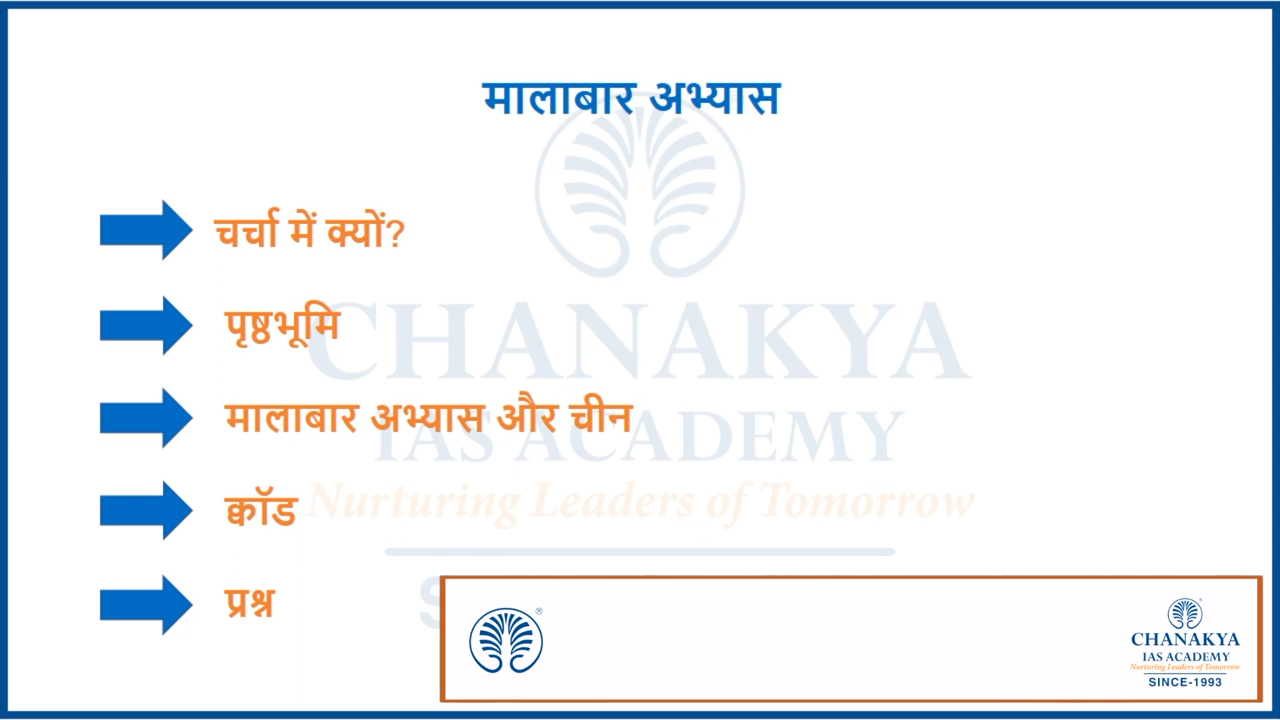 मालाबार अभ्यास
चर्चा में क्यों?
पृष्ठभूमि
CHANAKYA
मालाबार अभ्यास और चीन
IAS ACADEMY
क्वॉड
Nurturing Leaders of Tomorrow
प्रश्न
S
®
®
CHANAKYA
IAS ACADEMY
Nurturing Leaders of Tomorrow
SINCE-1993